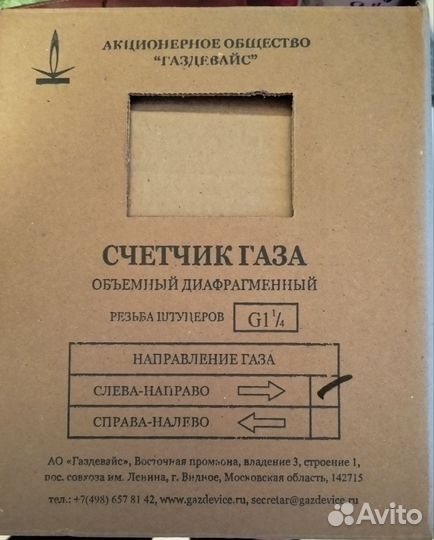 АКЦИОНЕРНОЕ ОБЩЕСТВО
"ГАЗДЕВАЙС"
СЧЕТЧИК ГАЗА
ОБЪЕМНЫЙ ДИАФРАГМЕННЫЙ
РЕЗЬБА ШТУЦЕРОВ G1¼
НАПРАВЛЕНИЕ ГАЗА
СЛЕВА-НАПРАВО
СПРАВА-НАЛЕВО
АО «Газдевайс», Восточная промзона, владение 3, строение 1,
пос. совхоза им. Ленина, г. Видное, Московская область, 142715
тел.: +7(498) 657 81 42, www.gazdevice.ru, secretar@gazdevice.ru
Avito